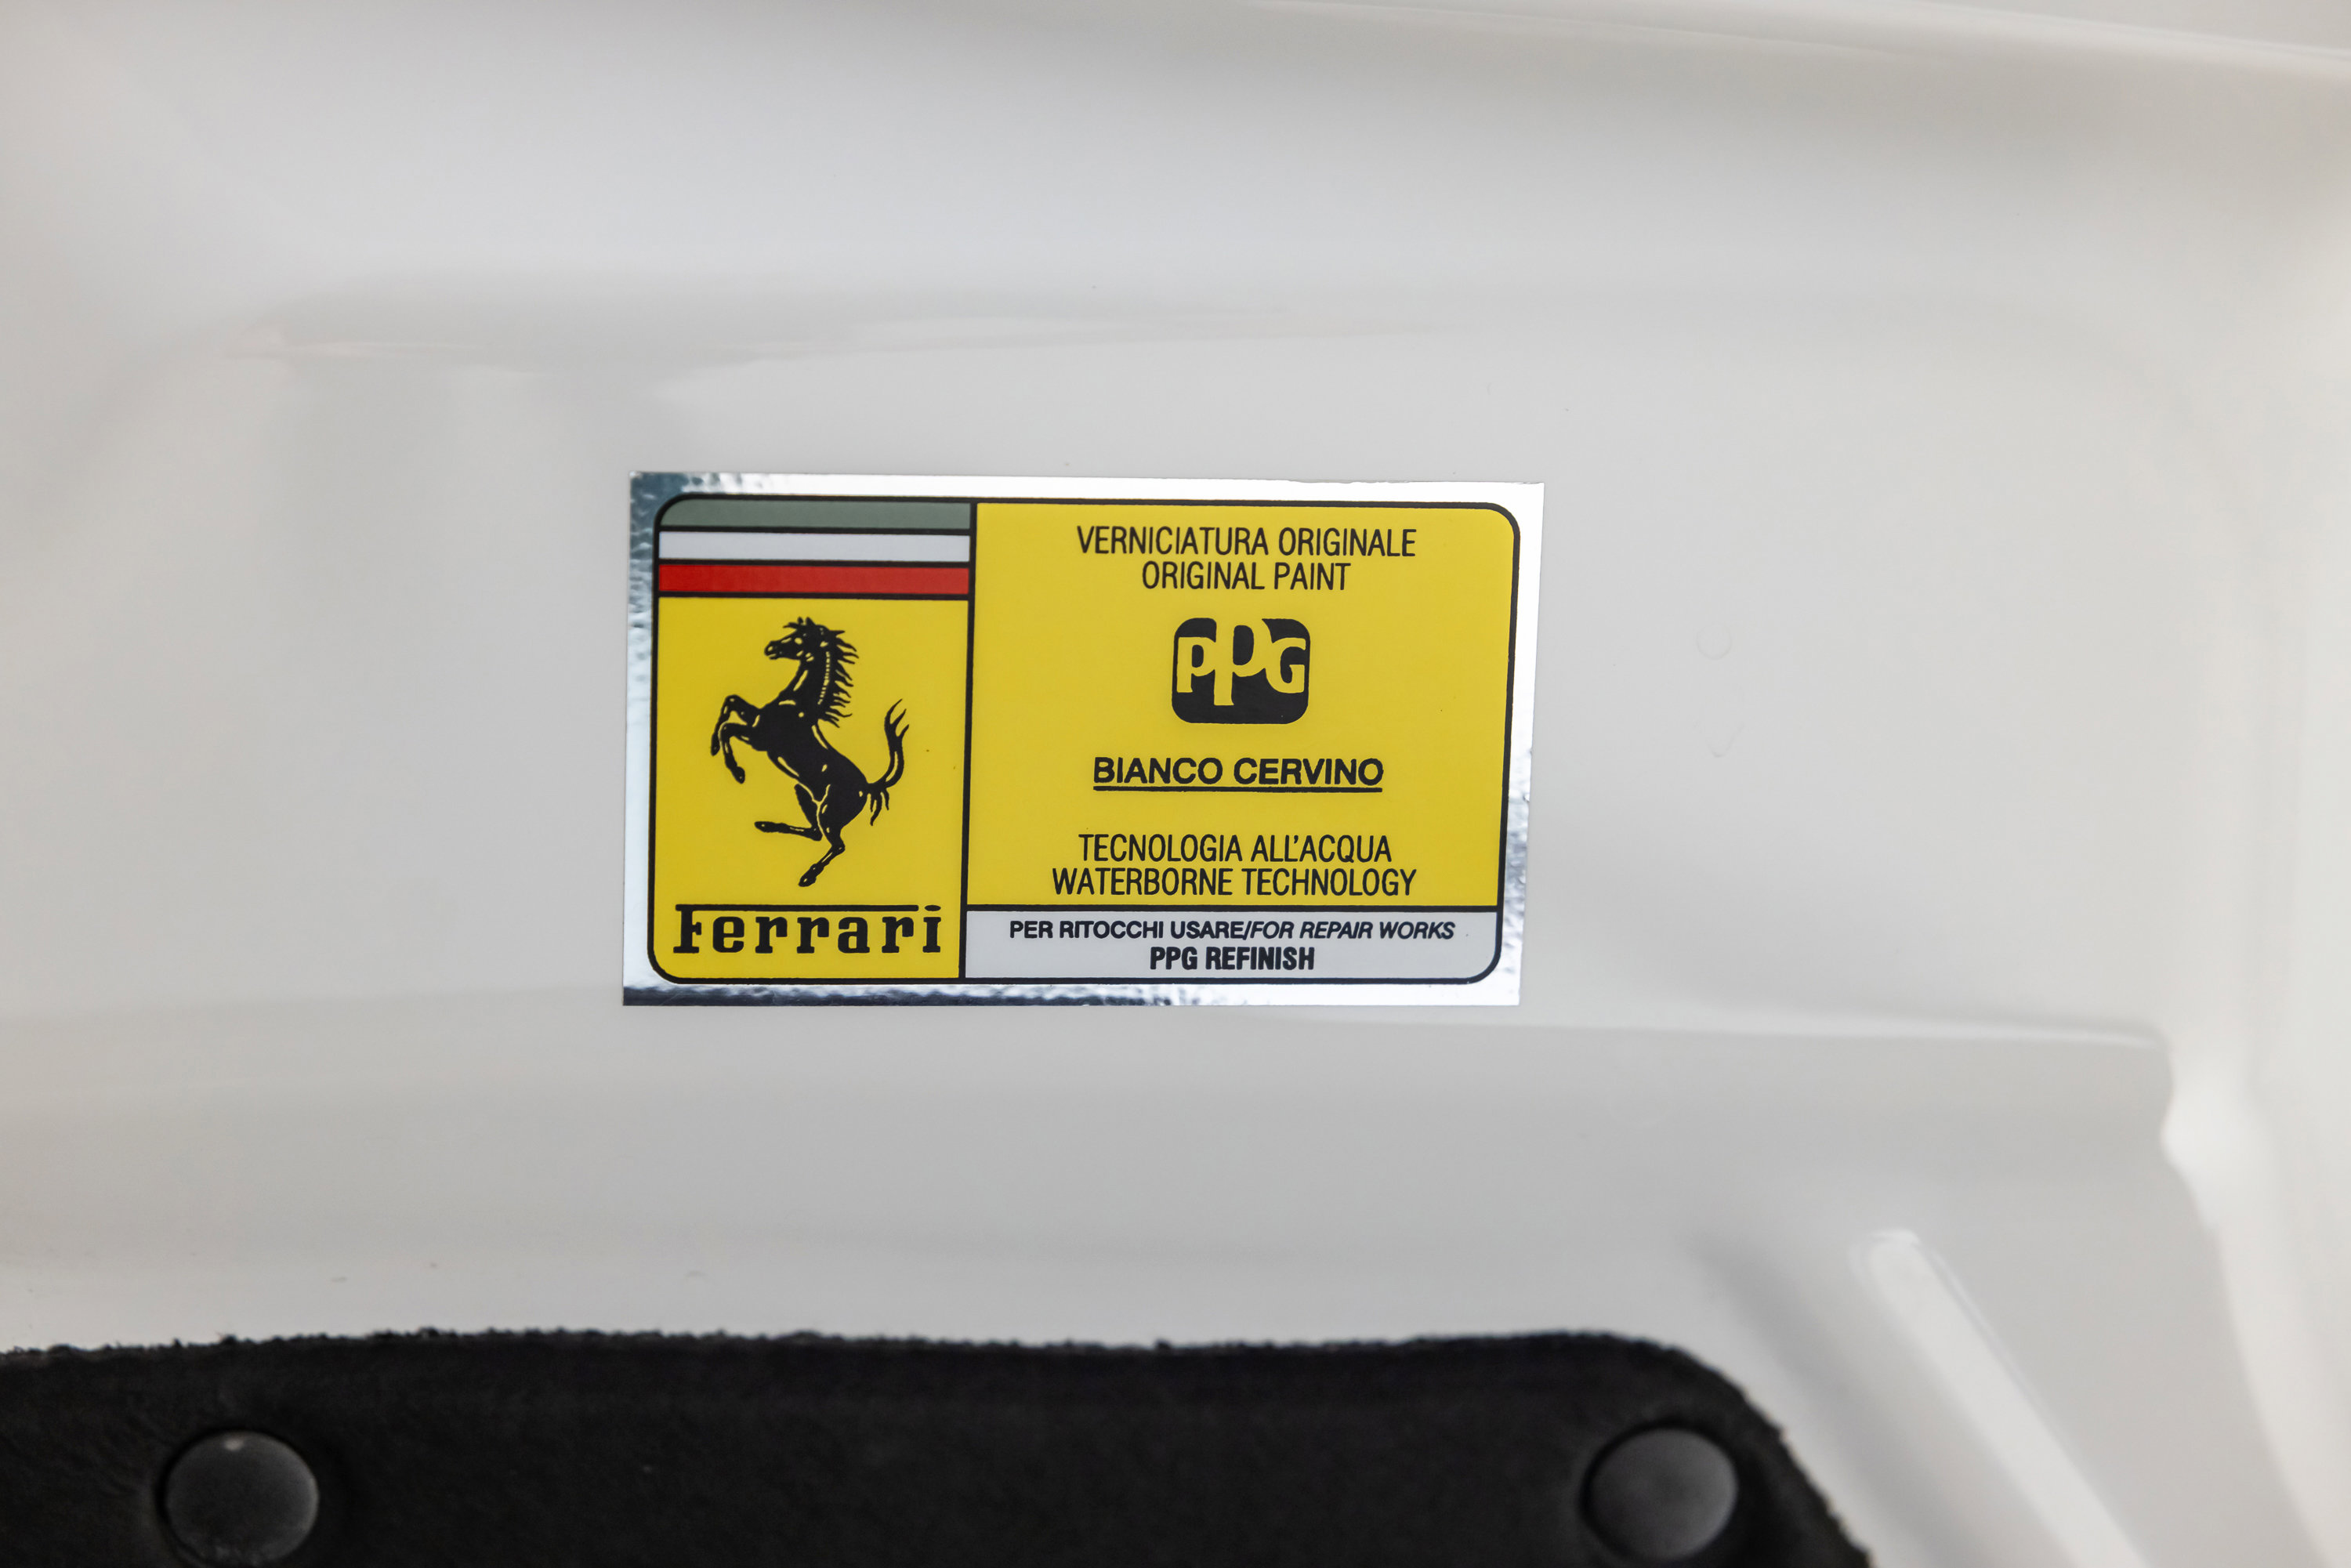 Ferrari
VERNICIATURA ORIGINALE
ORIGINAL PAINT
PPG
BIANCO CERVINO
TECNOLOGIA ALL'ACQUA
WATERBORNE TECHNOLOGY
PER RITOCCHI USARE/FOR REPAIR WORKS
PPG REFINISH